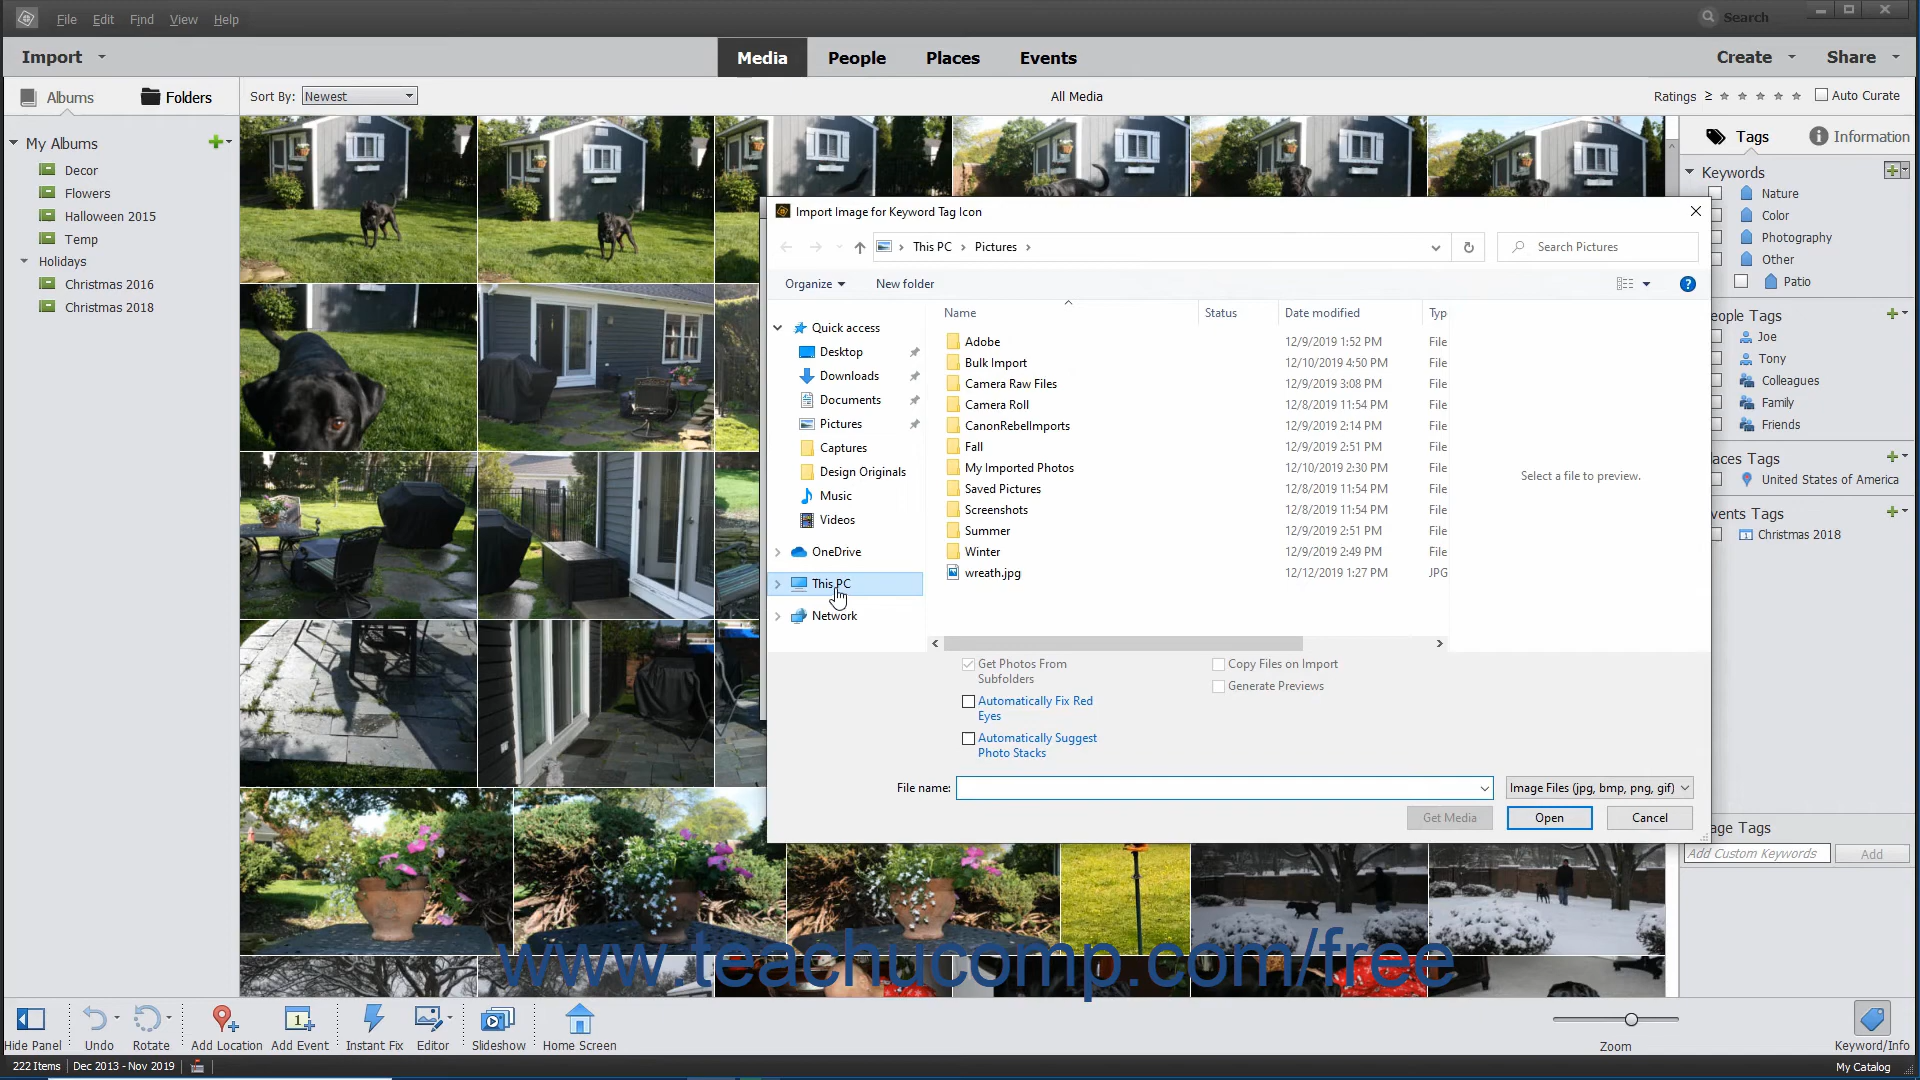 File Edit Find View Help
Search
Import
Media People Places Events
Create Share
Albums Folders
Sort By: Newest
All Media
Ratings ≥
Auto Curate
My Albums
Decor
Flowers
Halloween 2015
Temp
Holidays
Christmas 2016
Christmas 2018
Tags Information
Keywords
Nature
Color
Photography
Other
Patio
eople Tags
Joe
Tony
Colleagues
Family
Friends
aces Tags
United States of America
vents Tags
Christmas 2018
age Tags
Add Custom Keywords Add
Import Image for Keyword Tag Icon
This PC Pictures
Search Pictures
Organize New folder
Quick access
Desktop
Downloads
Documents
Pictures
Captures
Design Originals
Music
Videos
OneDrive
This PC
Network
Name Status Date modified Typ
Adobe 12/9/2019 1:52 PM File
Bulk Import 12/10/2019 4:50 PM File
Camera Raw Files 12/9/2019 3:08 PM File
Camera Roll 12/8/2019 11:54 PM File
CanonRebelImports 12/9/2019 2:14 PM File
Fall 12/9/2019 2:51 PM File
My Imported Photos 12/10/2019 2:30 PM File
Saved Pictures 12/8/2019 11:54 PM File
Screenshots 12/8/2019 11:54 PM File
Summer 12/9/2019 2:51 PM File
Winter 12/9/2019 2:49 PM File
wreath.jpg 12/12/2019 1:27 PM JPG
Select a file to preview.
Get Photos From
Subfolders
Automatically Fix Red
Eyes
Automatically Suggest
Photo Stacks
Copy Files on Import
Generate Previews
File name:
Image Files (jpg, bmp, png, gif)
Get Media Open Cancel
www.teachucomp.com/free
Hide Panel Undo Rotate Add Location Add Event Instant Fix Editor Slideshow Home Screen
1
Zoom
Keyword/Info
222 Items Dec 2013 - Nov 2019
My Catalog